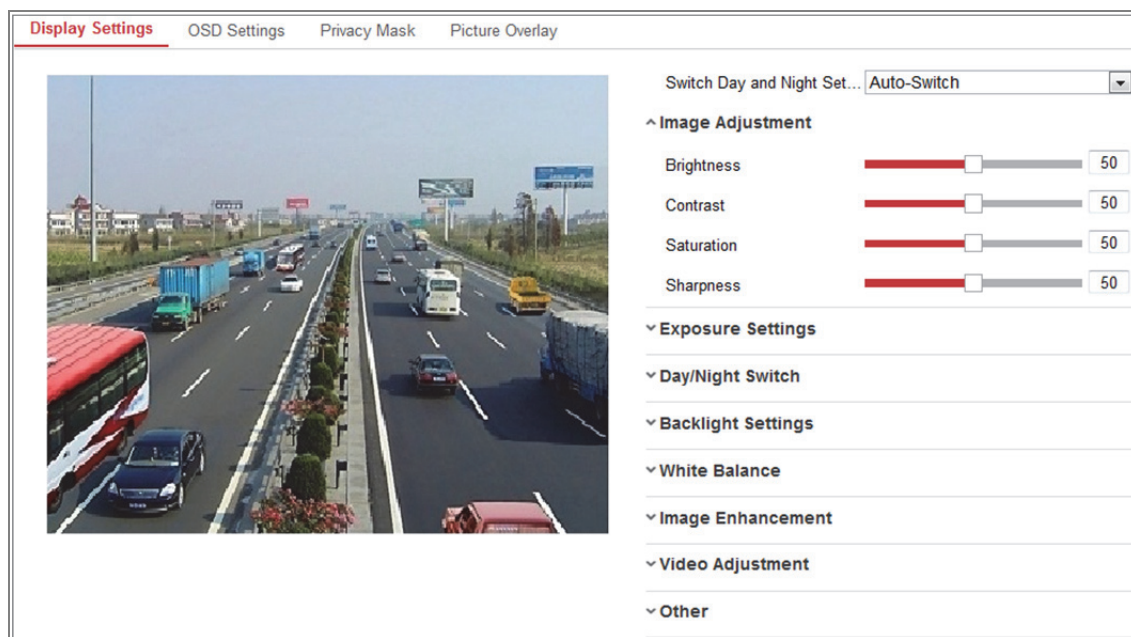 Display Settings
OSD Settings
Privacy Mask
Picture Overlay
Switch Day and Night Set... Auto-Switch
Image Adjustment
Brightness 50
Contrast 50
Saturation 50
Sharpness 50
Exposure Settings
Day/Night Switch
Backlight Settings
White Balance
Image Enhancement
Video Adjustment
Other